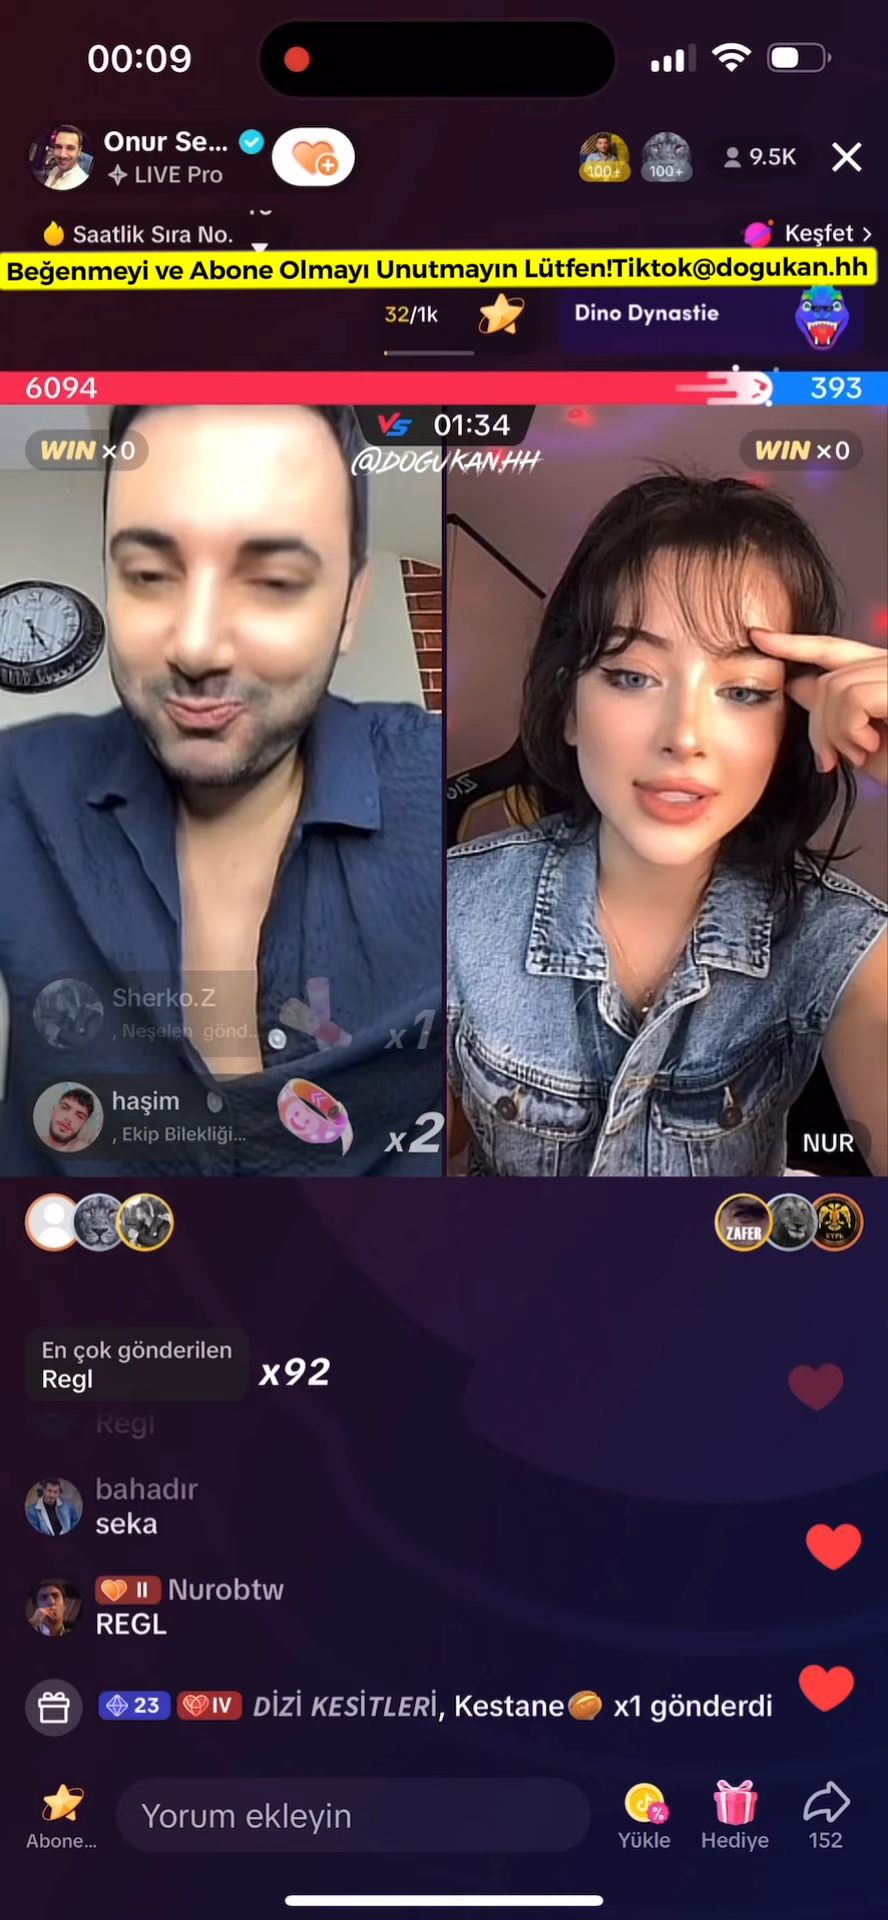 00:09
Onur Se...
LIVE Pro
100+
100+
9.5K
Saatlik Sıra No.
Keşfet >
Beğenmeyi ve Abone Olmayı Unutmayın Lütfen!Tiktok@dogukan.hh
32/1k
Dino Dynastie
6094
393
WIN x0
VS 01:34
WIN x0
@DOGUKAN.HH
Sherko.Z
, Neşelen gönd...
x1
haşim
, Ekip Bilekliği...
x2
NUR
ZAFER
En çok gönderilen
Regl
x92
Regl
bahadır
seka
II Nurobtw
REGL
23 IV DİZİ KESİTLERİ, Kestane x1 gönderdi
Abone...
Yorum ekleyin
Yükle
Hediye
152